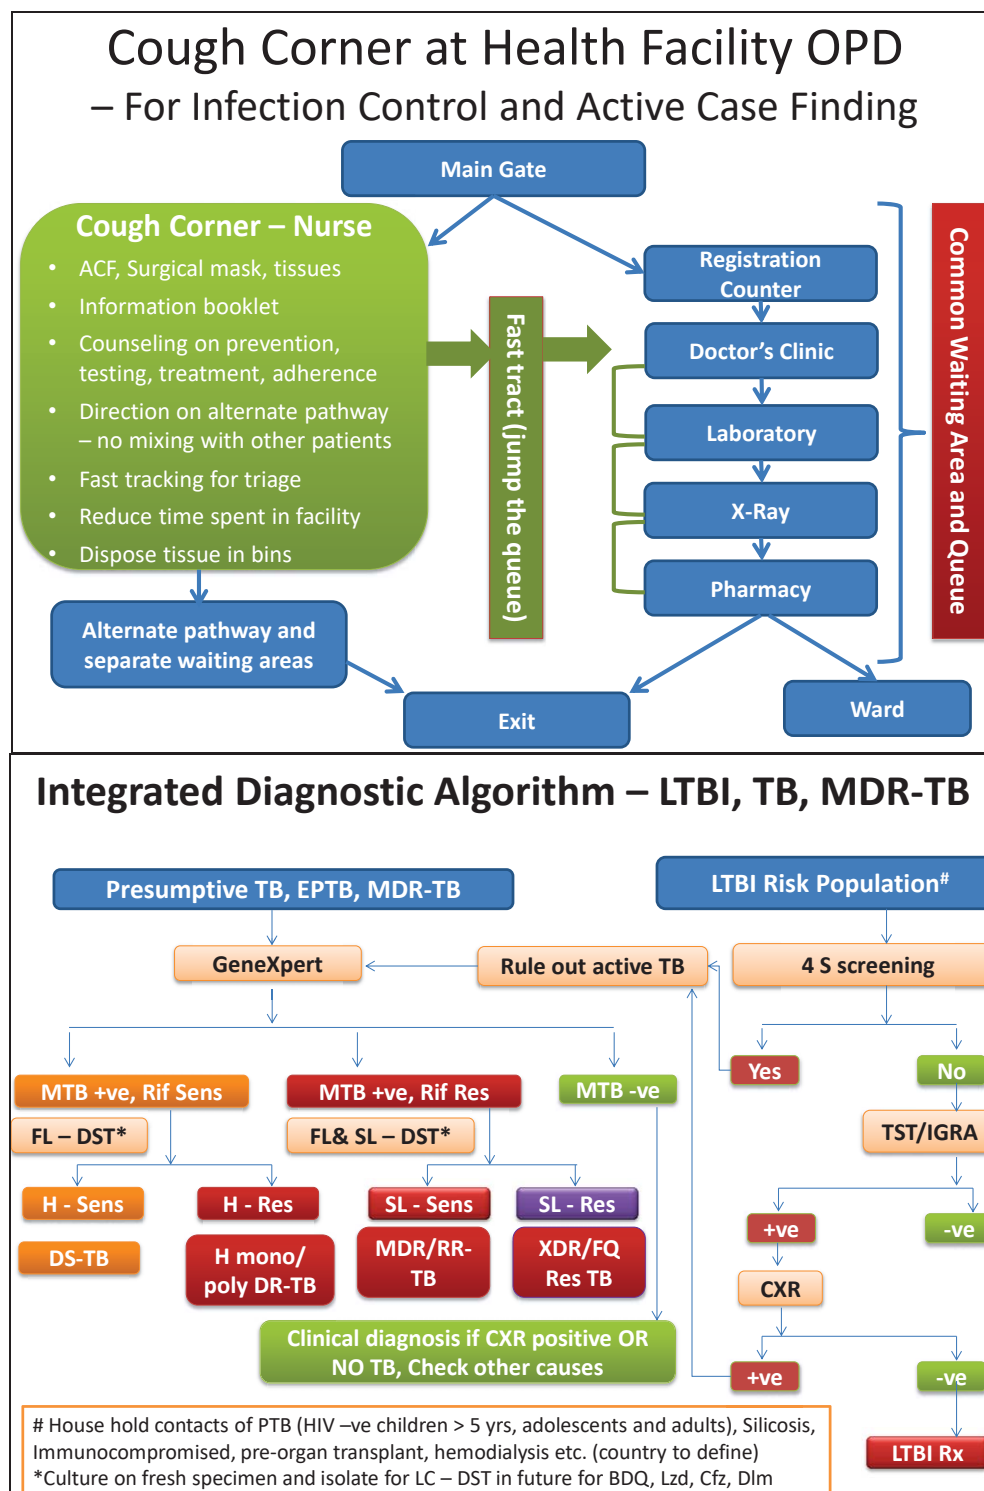 Cough Corner at Health Facility OPD
– For Infection Control and Active Case Finding
Main Gate
Cough Corner – Nurse
• ACF, Surgical mask, tissues
• Information booklet
• Counseling on prevention,
testing, treatment, adherence
• Direction on alternate pathway
– no mixing with other patients
• Fast tracking for triage
• Reduce time spent in facility
• Dispose tissue in bins
Alternate pathway and
separate waiting areas
Fast tract (jump the queue)
Registration
Counter
Doctor's Clinic
Laboratory
X-Ray
Pharmacy
Common Waiting Area and Queue
Exit
Ward
Integrated Diagnostic Algorithm – LTBI, TB, MDR-TB
Presumptive TB, EPTB, MDR-TB
LTBI Risk Population#
GeneXpert
Rule out active TB
4 S screening
Yes
No
MTB +ve, Rif Sens
MTB +ve, Rif Res
MTB -ve
FL – DST*
FL& SL – DST*
TST/IGRA
H - Sens
H - Res
SL - Sens
SL - Res
+ve
-ve
DS-TB
H mono/
poly DR-TB
MDR/RR-
TB
XDR/FQ
Res TB
CXR
Clinical diagnosis if CXR positive OR
NO TB, Check other causes
+ve
-ve
LTBI Rx
# House hold contacts of PTB (HIV –ve children > 5 yrs, adolescents and adults), Silicosis,
Immunocompromised, pre-organ transplant, hemodialysis etc. (country to define)
*Culture on fresh specimen and isolate for LC – DST in future for BDQ, Lzd, Cfz, Dlm